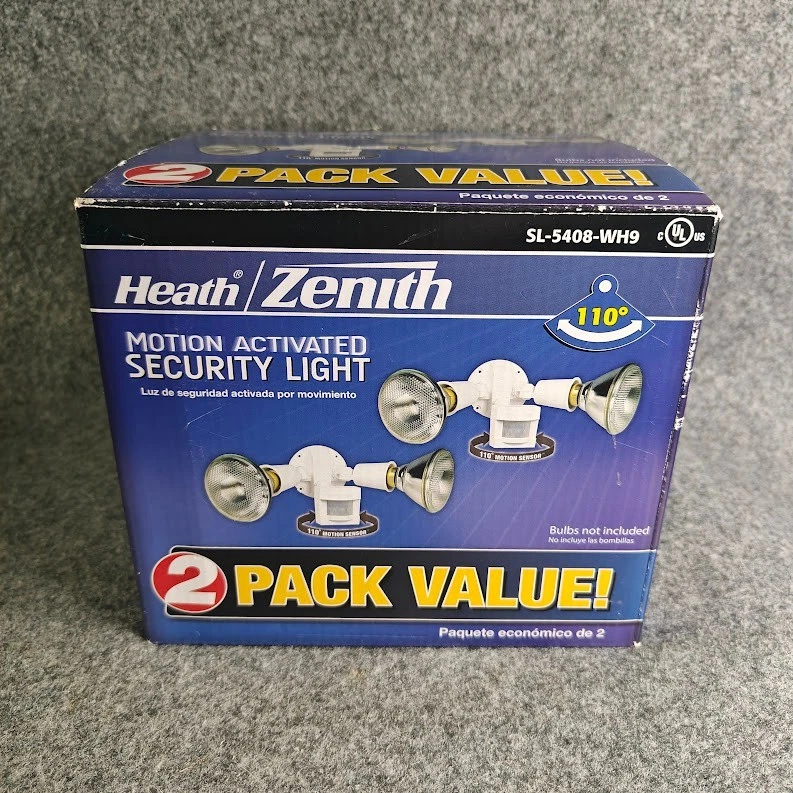 110° MOTION SENSOR
Bulbs not included
2 PACK VALUE!
Paquete económico de 2
SL-5408-WH9
C UL US
Heath® / Zenith
110°
MOTION ACTIVATED
SECURITY LIGHT
Luz de seguridad activada por movimiento
110° MOTION SENSOR
110° MOTION SENSOR
Bulbs not included
No incluye las bombillas
2 PACK VALUE!
Paquete económico de 2